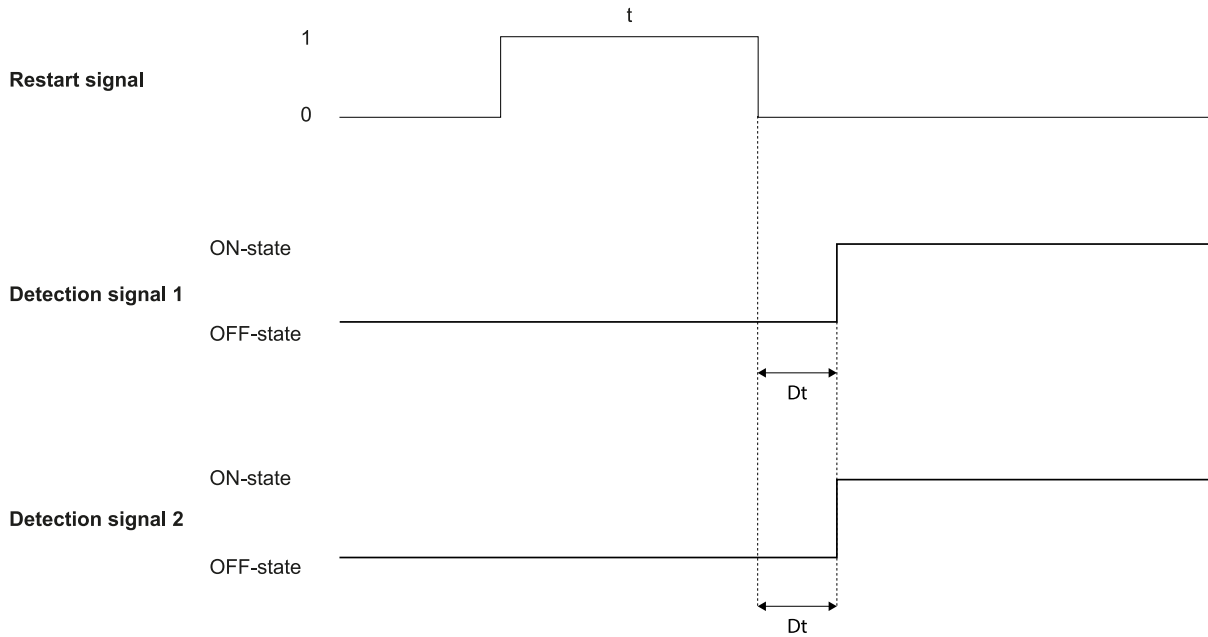 t
1
Restart signal
0
ON-state
Detection signal 1
OFF-state
Dt
ON-state
Detection signal 2
OFF-state
Dt